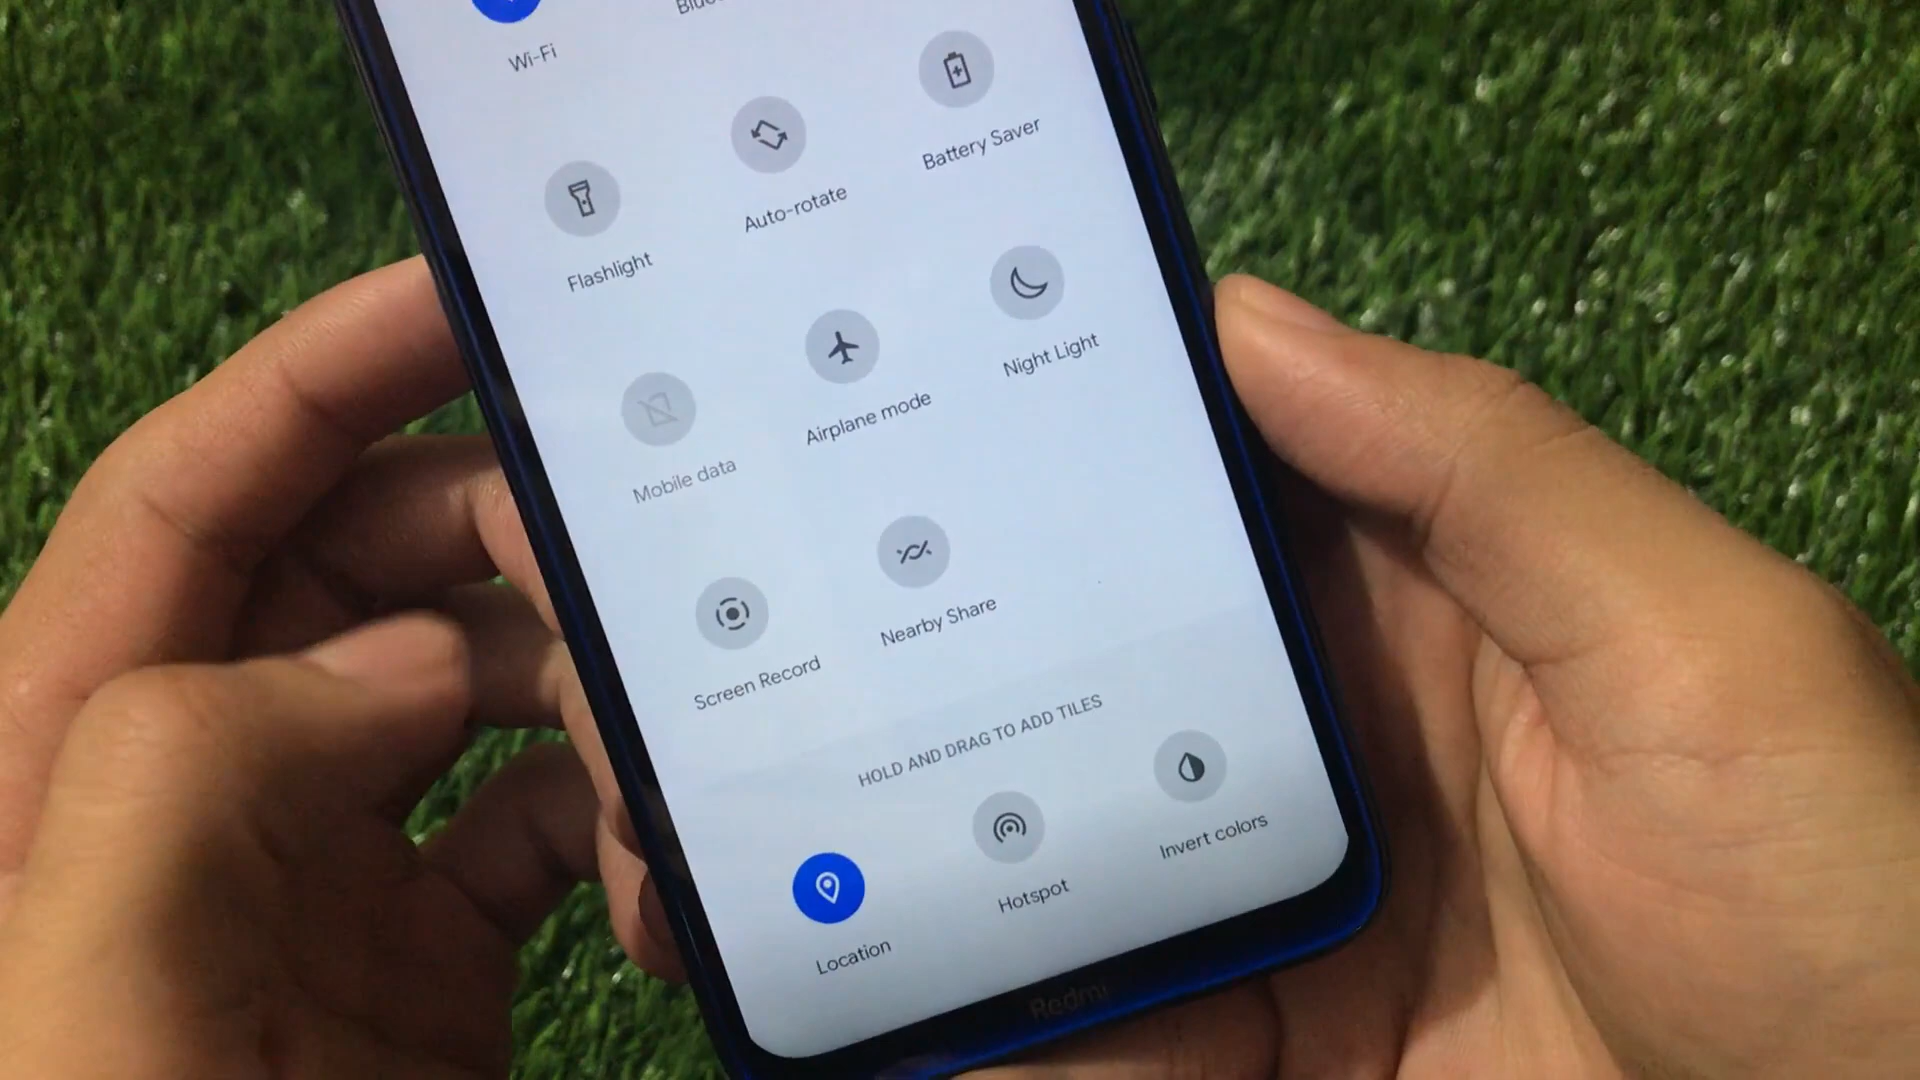 Wi-Fi
Battery Saver
Auto-rotate
Flashlight
Night Light
Airplane mode
Mobile data
Nearby Share
Screen Record
HOLD AND DRAG TO ADD TILES
Invert colors
Hotspot
Location
Redmi